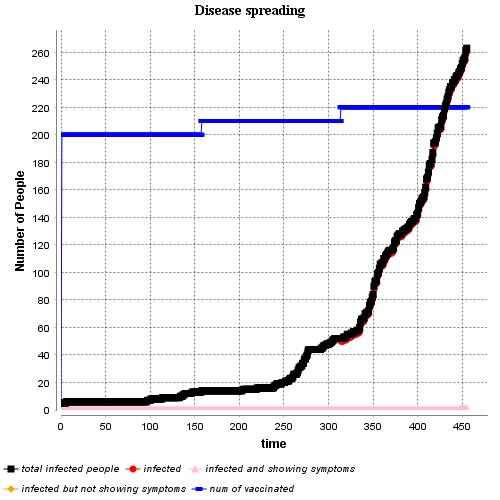 Disease spreading
Number of People
260
240
220
200
180
160
140
120
100
80
60
40
20
0
0 50 100 150 200 250 300 350 400 450
time
total infected people infected infected and showing symptoms
infected but not showing symptoms num of vaccinated